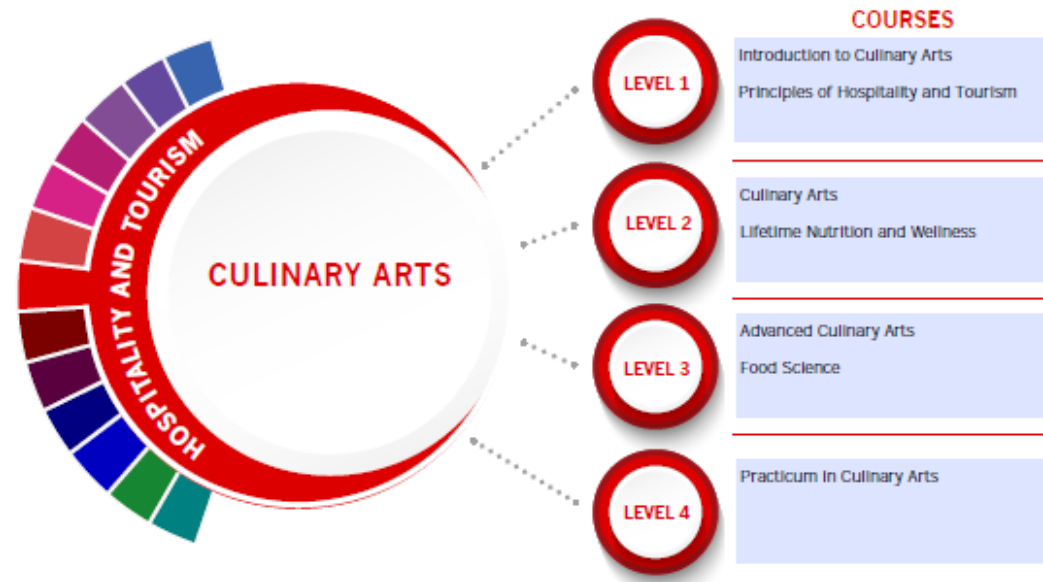 COURSES
HOSPITALITY AND TOURISM
CULINARY ARTS
LEVEL 1
Introduction to Culinary Arts
Principles of Hospitality and Tourism
LEVEL 2
Culinary Arts
Lifetime Nutrition and Wellness
LEVEL 3
Advanced Culinary Arts
Food Science
LEVEL 4
Practicum in Culinary Arts